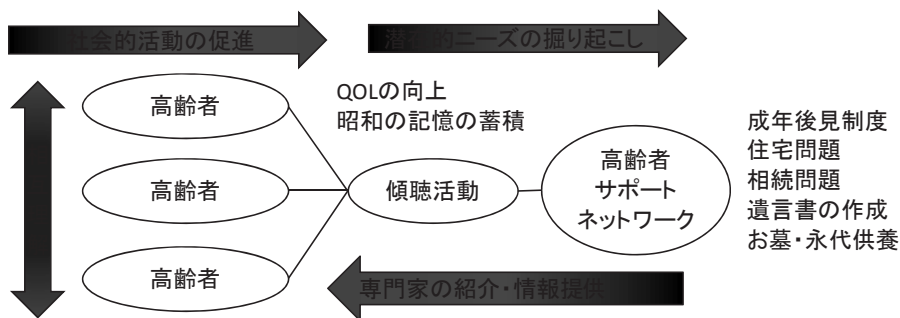 社会的活動の促進
潜在的ニーズの掘り起こし
高齢者
QOLの向上
昭和の記憶の蓄積
高齢者
傾聴活動
高齢者
サポート
ネットワーク
成年後見制度
住宅問題
相続問題
遺言書の作成
お墓・永代供養
高齢者
専門家の紹介・情報提供